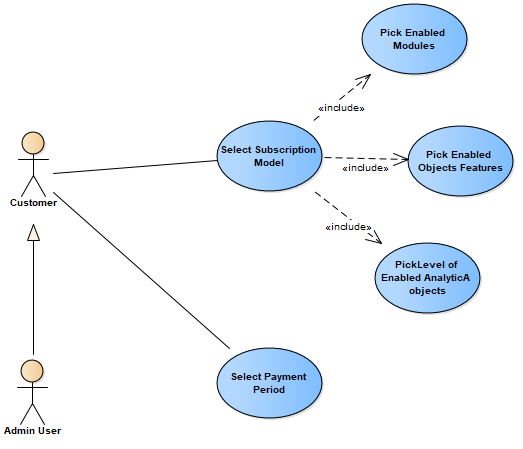 Pick Enabled
Modules
«include»
Select Subscription
Model
Pick Enabled
Objects Features
«include»
Customer
«include»
PickLevel of
Enabled AnalyticA
objects
Select Payment
Period
Admin User